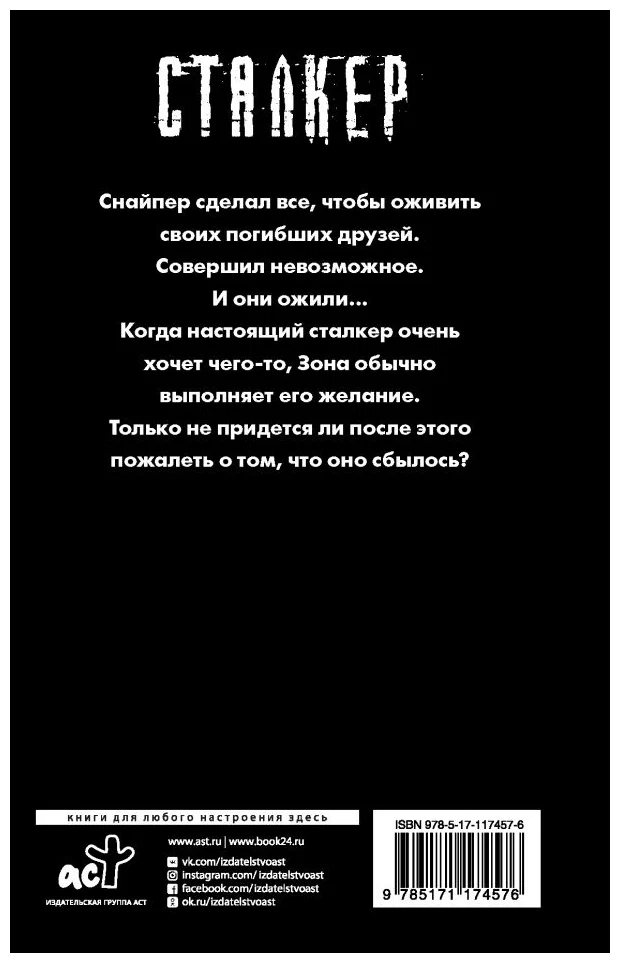 СТАЛКЕР
Снайпер сделал все, чтобы оживить
своих погибших друзей.
Совершил невозможное.
И они ожили...
Когда настоящий сталкер очень
хочет чего-то, Зона обычно
выполняет его желание.
Только не придется ли после этого
пожалеть о том, что оно сбылось?
книги для любого настроения здесь
аст
ИЗДАТЕЛЬСКАЯ ГРУППА АСТ
www.ast.ru | www.book24.ru
vk.com/izdatelstvoast
instagram.com/izdatelstvoast
facebook.com/izdatelstvoast
ok.ru/izdatelstvoast
ISBN 978-5-17-117457-6
9 785171 174576